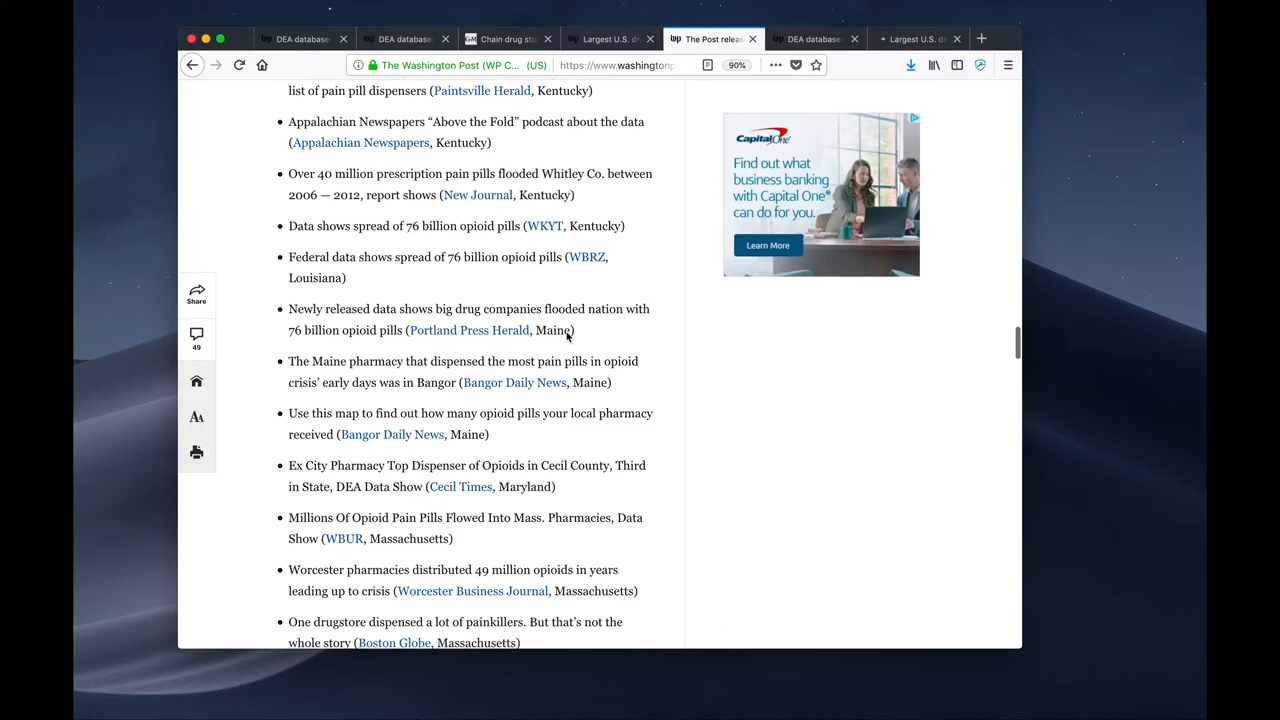 DEA database:
DEA database:
G&M Chain drug sto
Largest U.S. dr
The Post relea
DEA database:
Largest U.S. dr
The Washington Post (WP C... (US)
https://www.washingtonp
90%
list of pain pill dispensers (Paintsville Herald, Kentucky)
• Appalachian Newspapers “Above the Fold” podcast about the data
(Appalachian Newspapers, Kentucky)
• Over 40 million prescription pain pills flooded Whitley Co. between
2006 — 2012, report shows (New Journal, Kentucky)
• Data shows spread of 76 billion opioid pills (WKYT, Kentucky)
• Federal data shows spread of 76 billion opioid pills (WBRZ,
Louisiana)
• Newly released data shows big drug companies flooded nation with
76 billion opioid pills (Portland Press Herald, Maine)
• The Maine pharmacy that dispensed the most pain pills in opioid
crisis’ early days was in Bangor (Bangor Daily News, Maine)
• Use this map to find out how many opioid pills your local pharmacy
received (Bangor Daily News, Maine)
• Ex City Pharmacy Top Dispenser of Opioids in Cecil County, Third
in State, DEA Data Show (Cecil Times, Maryland)
• Millions Of Opioid Pain Pills Flowed Into Mass. Pharmacies, Data
Show (WBUR, Massachusetts)
• Worcester pharmacies distributed 49 million opioids in years
leading up to crisis (Worcester Business Journal, Massachusetts)
• One drugstore dispensed a lot of painkillers. But that’s not the
whole story (Boston Globe, Massachusetts)
Share
49
AA
Capital One
Find out what
business banking
with Capital One®
can do for you.
Learn More